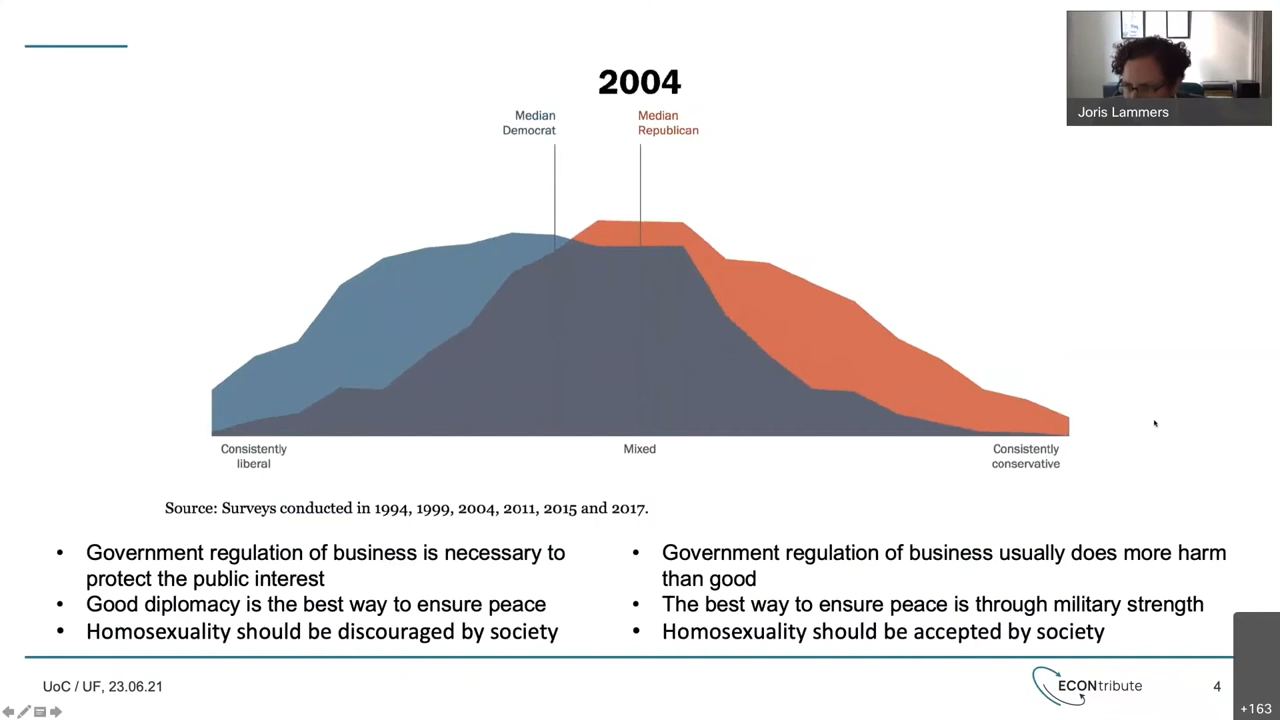 Joris Lammers
2004
Median
Democrat
Median
Republican
Consistently
liberal
Mixed
Consistently
conservative
Source: Surveys conducted in 1994, 1999, 2004, 2011, 2015 and 2017.
• Government regulation of business is necessary to
protect the public interest
• Good diplomacy is the best way to ensure peace
• Homosexuality should be discouraged by society
• Government regulation of business usually does more harm
than good
• The best way to ensure peace is through military strength
• Homosexuality should be accepted by society
UoC / UF, 23.06.21
ECONtribute
4
+163